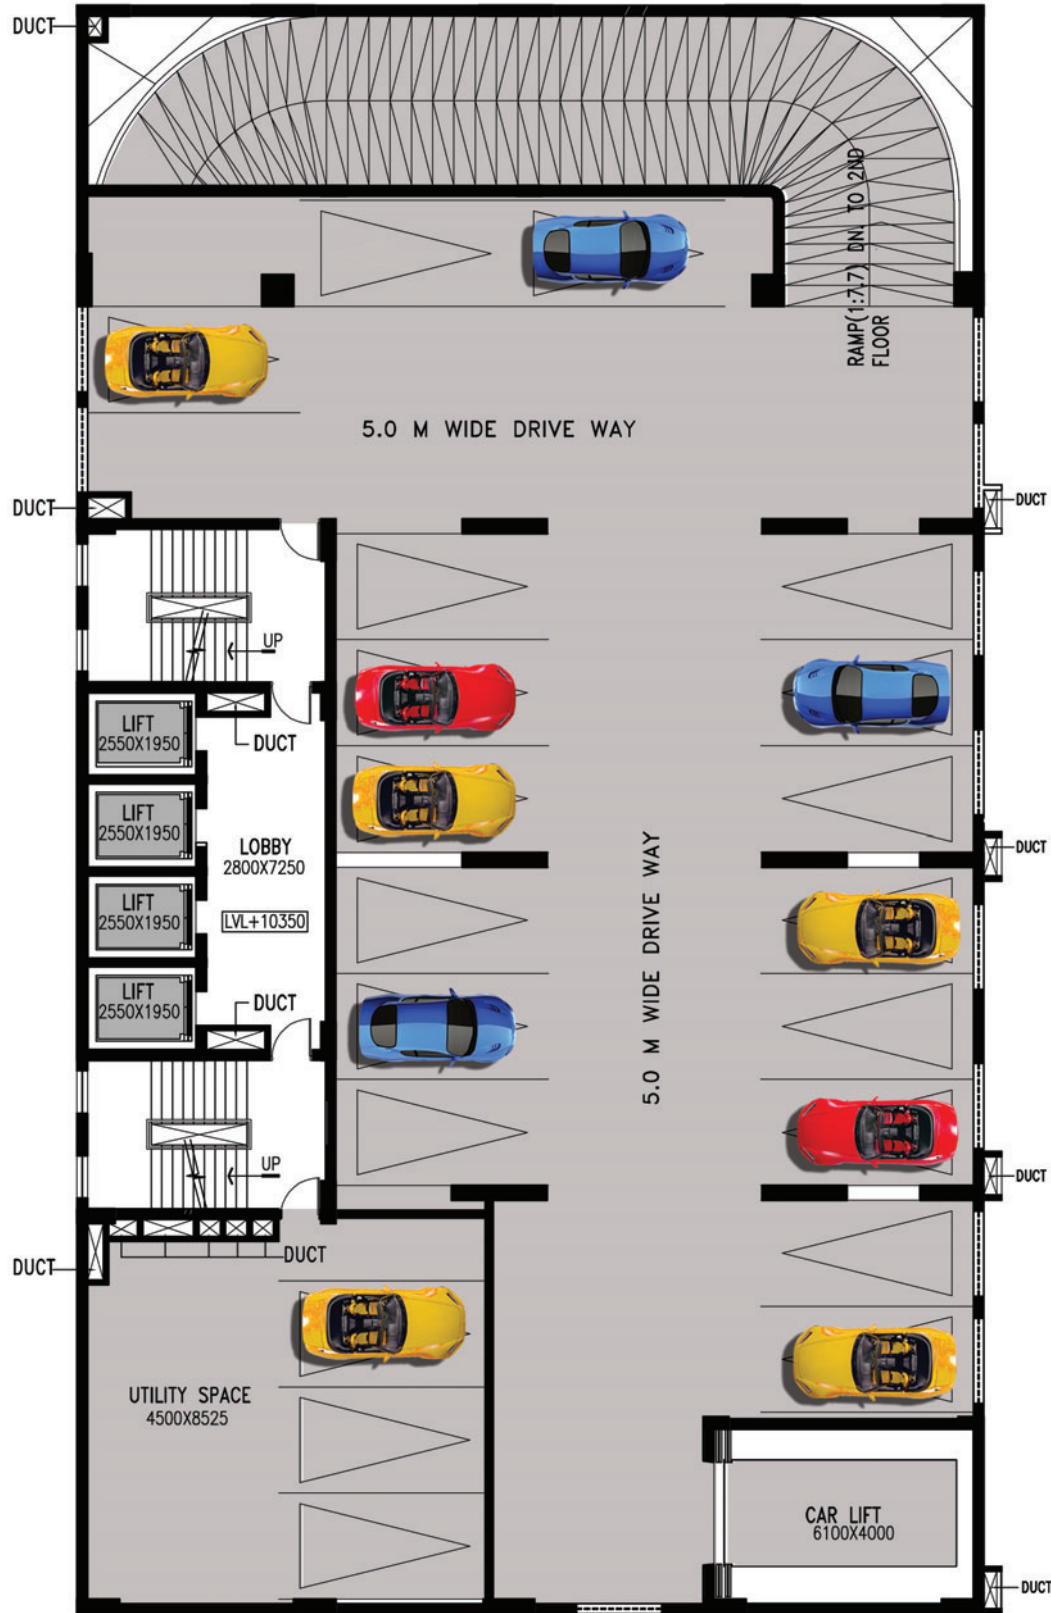 DUCT
RAMP(1:7.7) DN. TO 2ND
FLOOR
5.0 M WIDE DRIVE WAY
DUCT
DUCT
UP
LIFT
2550X1950
DUCT
LIFT
2550X1950
LOBBY
2800X7250
DUCT
5.0 M WIDE DRIVE WAY
LIFT
2550X1950
LVL+10350
LIFT
2550X1950
DUCT
UP
DUCT
DUCT
DUCT
UTILITY SPACE
4500X8525
CAR LIFT
6100X4000
DUCT